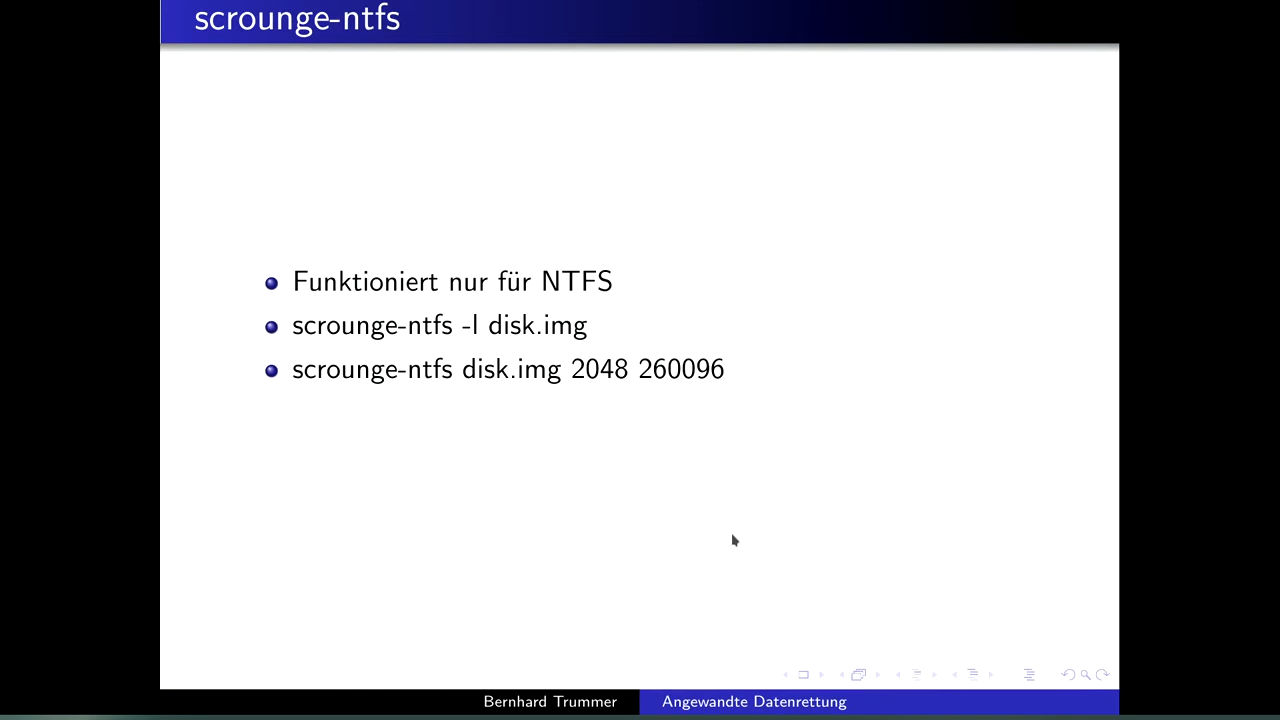 scrounge-ntfs
Funktioniert nur für NTFS
scrounge-ntfs -l disk.img
scrounge-ntfs disk.img 2048 260096
Bernhard Trummer
Angewandte Datenrettung